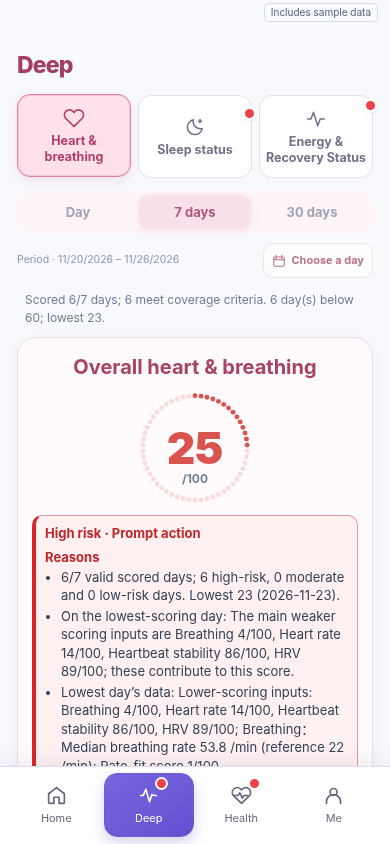 Includes sample data
Deep
Heart &
breathing
Sleep status
Energy &
Recovery Status
Day
7 days
30 days
Period · 11/20/2026 – 11/26/2026
Choose a day
Scored 6/7 days; 6 meet coverage criteria. 6 day(s) below
60; lowest 23.
Overall heart & breathing
25
/100
High risk · Prompt action
Reasons
• 6/7 valid scored days; 6 high-risk, 0 moderate
and 0 low-risk days. Lowest 23 (2026-11-23).
• On the lowest-scoring day: The main weaker
scoring inputs are Breathing 4/100, Heart rate
14/100, Heartbeat stability 86/100, HRV
89/100; these contribute to this score.
• Lowest day’s data: Lower-scoring inputs:
Breathing 4/100, Heart rate 14/100, Heartbeat
stability 86/100, HRV 89/100; Breathing：
Median breathing rate 53.8 /min (reference 22
/min); Rate-fit score 1/100
Home
Deep
Health
Me